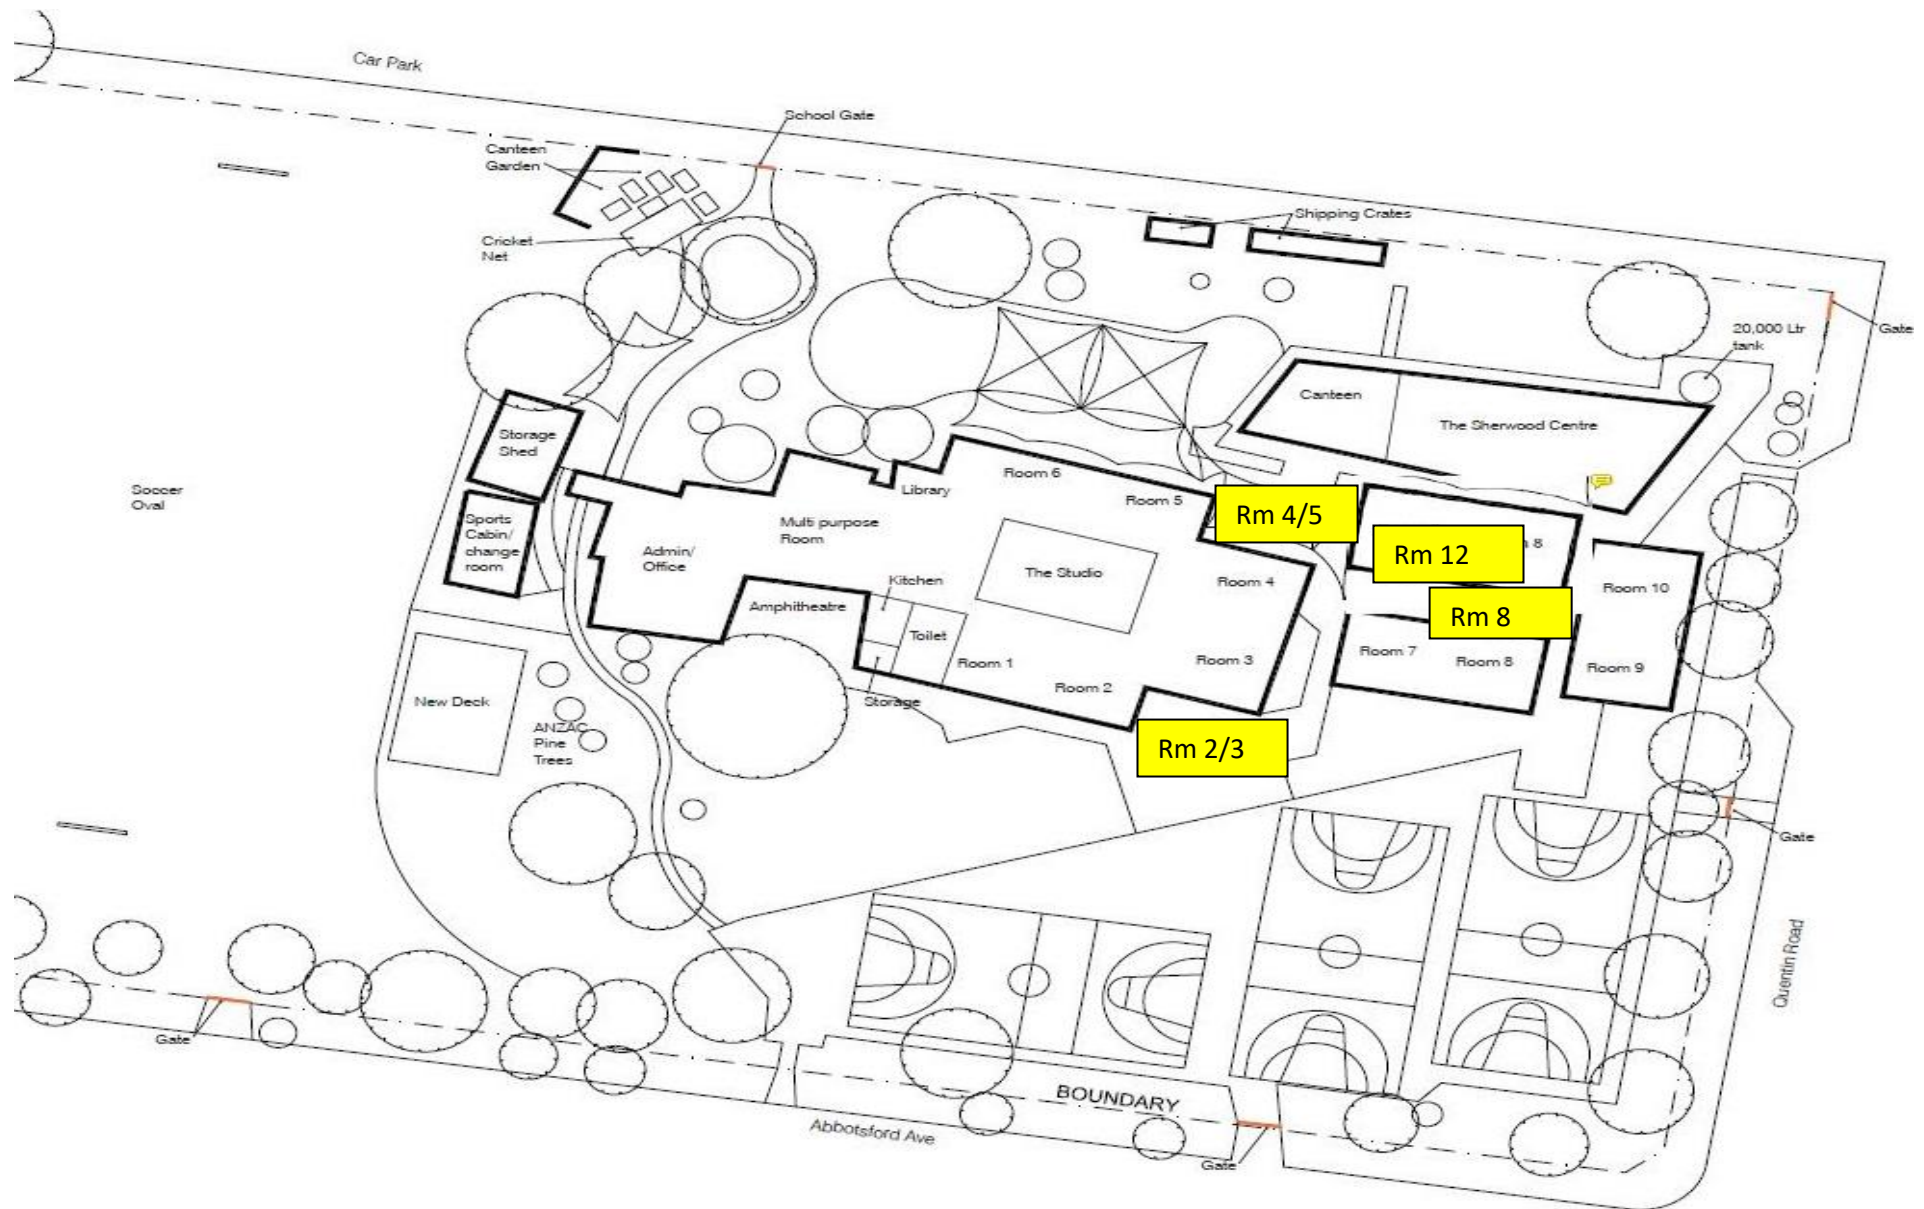 Car Park
School Gate
Canteen
Garden
Shipping Crates
Cricket
Net
20,000 Ltr
tank
Gate
Canteen
The Sherwood Centre
Storage
Shed
Room 6
Library
Room 5
Soccer
Oval
Sports
Cabin/
change
room
Multi purpose
Room
Admin/
Office
Rm 4/5
Rm 12
8
The Studio
Room 4
Room 10
Kitchen
Amphitheatre
Toilet
Rm 8
Room 1
Room 3
Room 7
Room 8
Room 9
Room 2
Storage
New Deck
ANZAC
Pine
Trees
Rm 2/3
Gate
Quentin Road
Gate
BOUNDARY
Abbotsford Ave
Gate